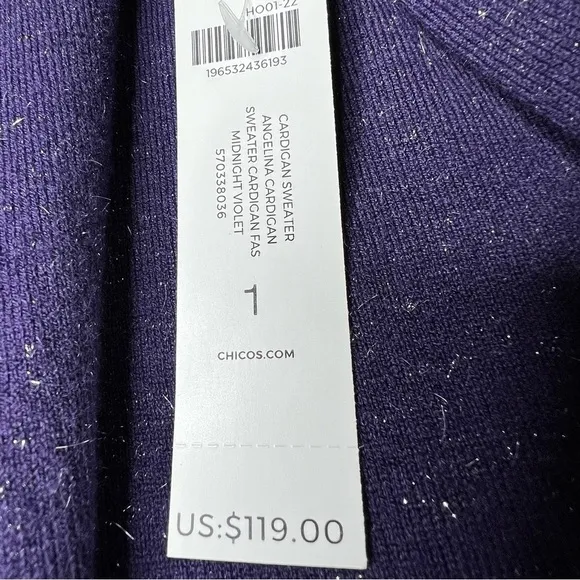 HO01-22
196532436193
CARDIGAN SWEATER
ANGELINA CARDIGAN
SWEATER CARDIGAN FAS
MIDNIGHT VIOLET
570338036
1
CHICOS.COM
US:$119.00